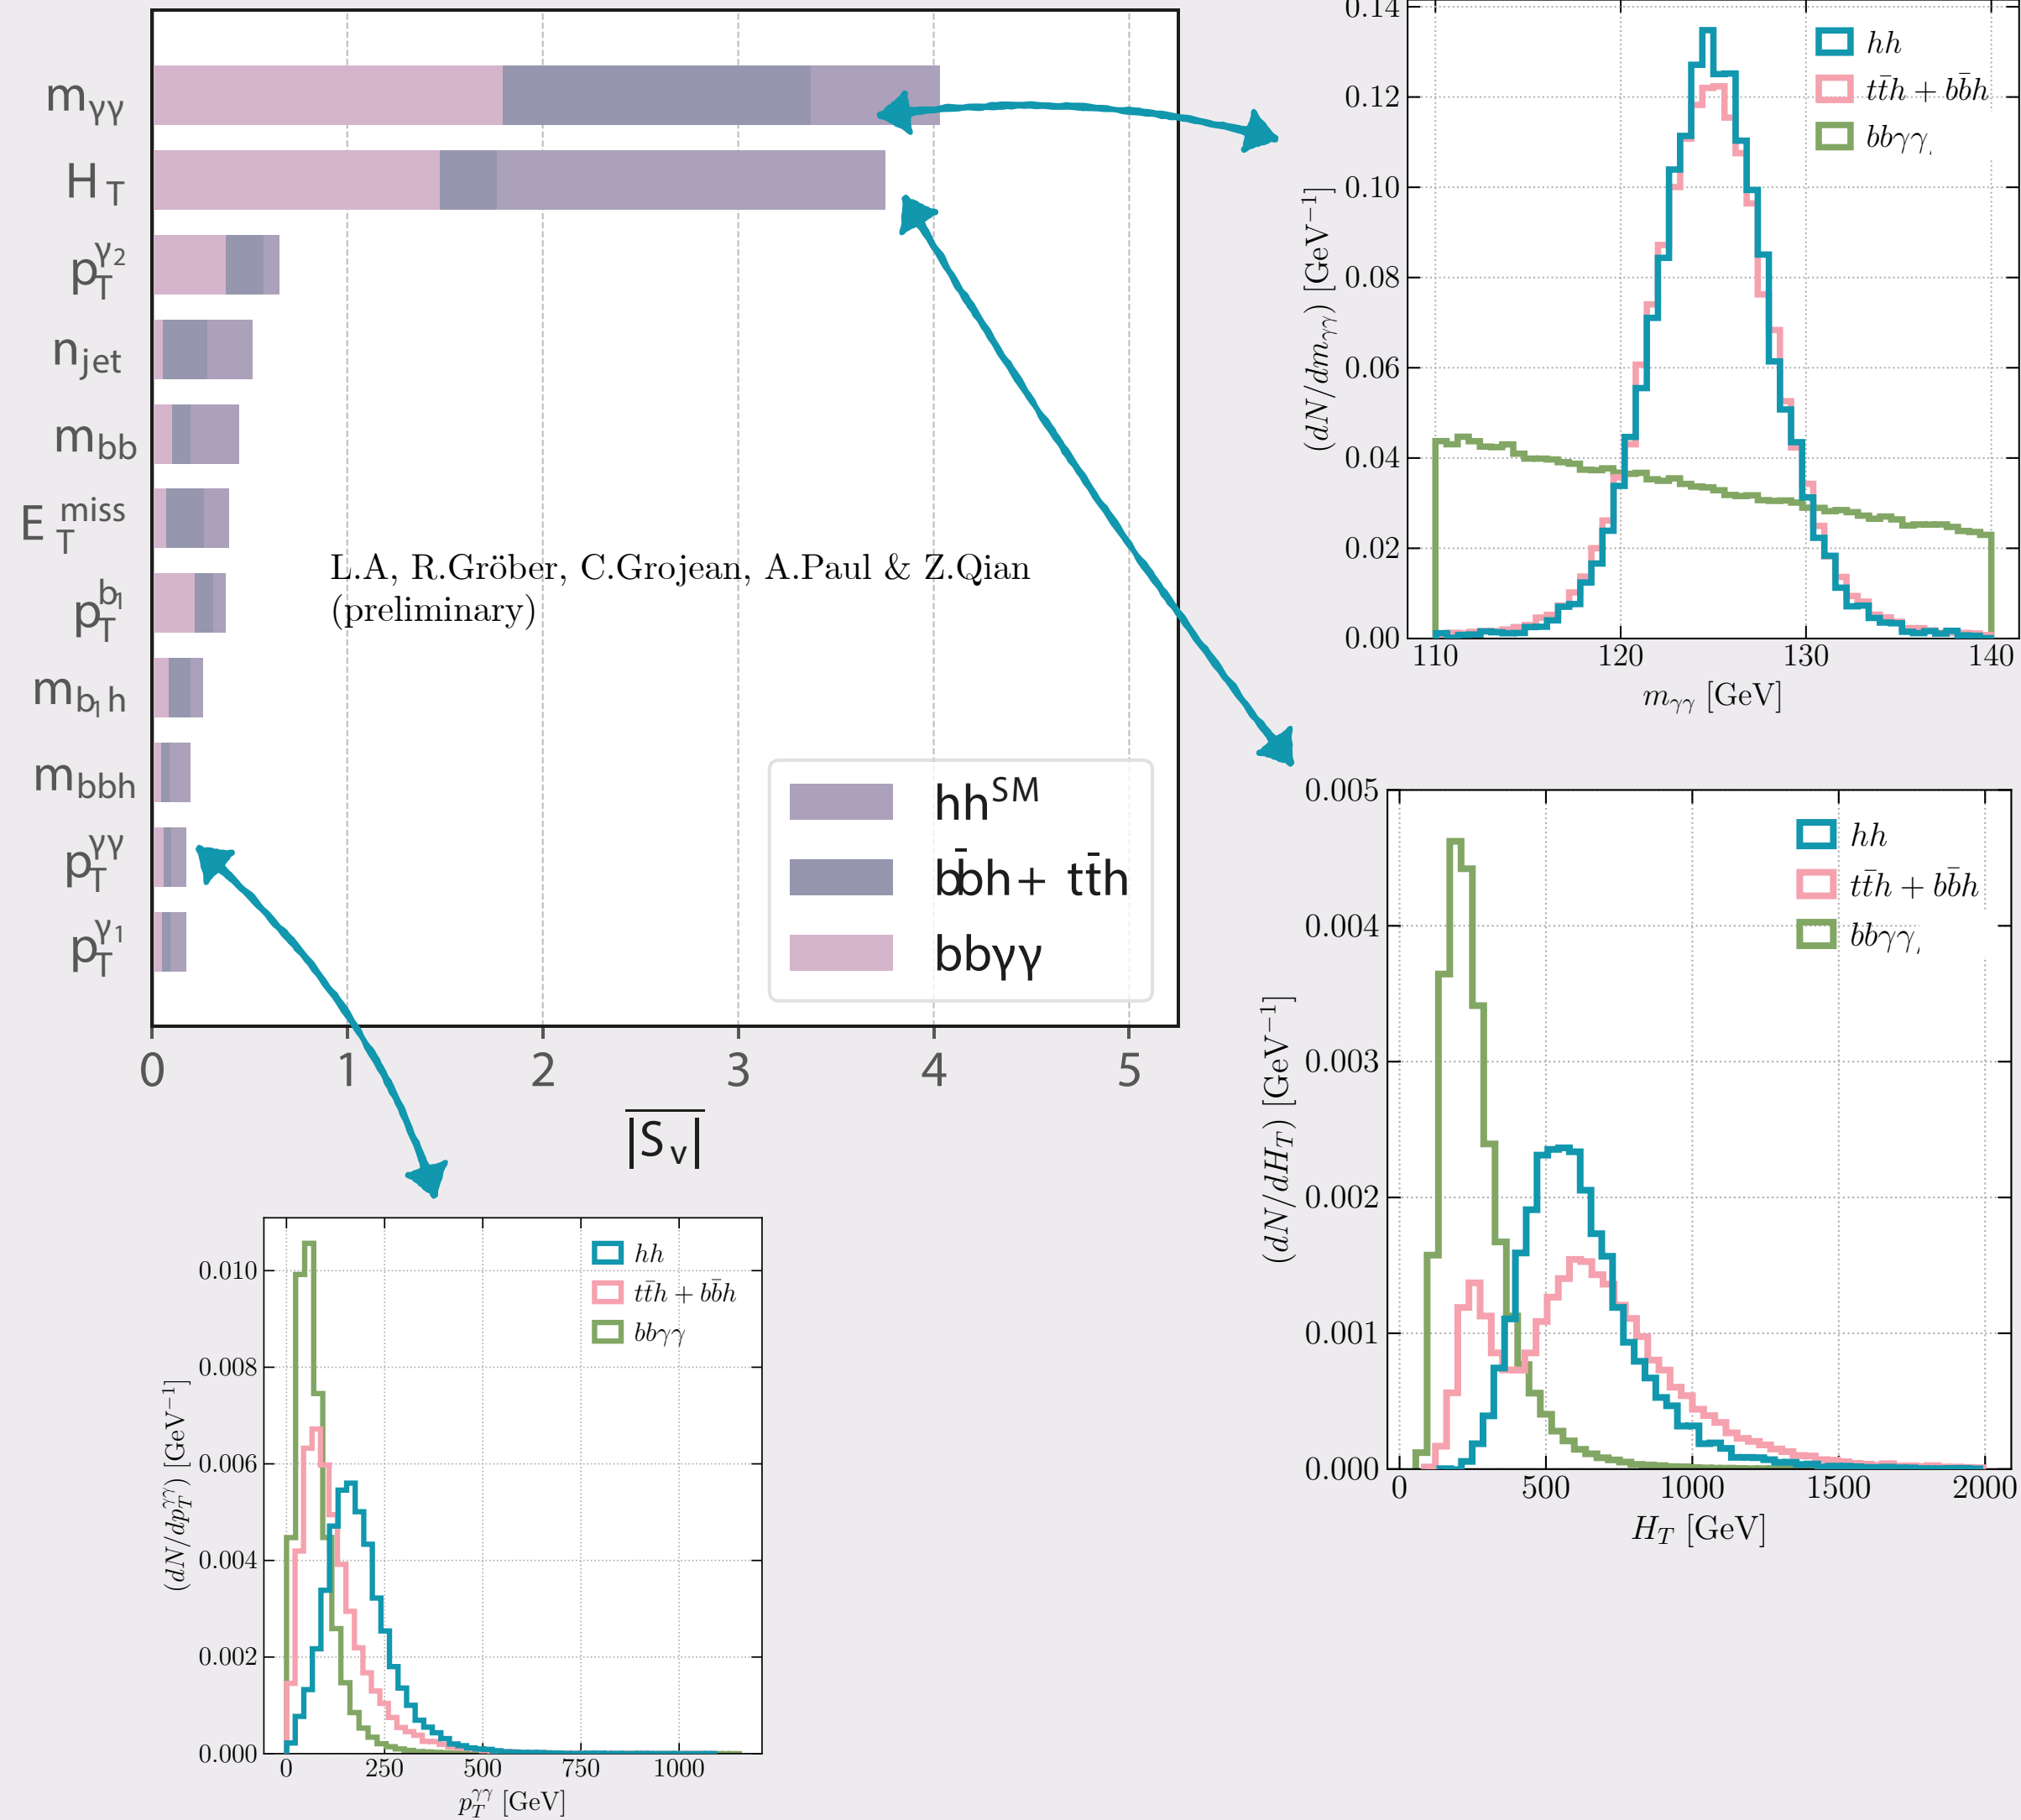 m_γγ
H_T
p_T^γ2
n_jet
m_bb
E_T^miss
p_T^b1
m_b1h
m_bbh
p_T^γγ
p_T^γ1
L.A, R.Gröber, C.Grojean, A.Paul & Z.Qian
(preliminary)
hh^SM
bb̄h + tt̄h
bbγγ
0 1 2 3 4 5
|S_v|
0.14
0.12
0.10
0.08
0.06
0.04
0.02
0.00
(dN/dm_γγ) [GeV^−1]
hh
tt̄h + bb̄h
bbγγ
110 120 130 140
m_γγ [GeV]
0.005
0.004
0.003
0.002
0.001
0.000
(dN/dH_T) [GeV^−1]
hh
tt̄h + bb̄h
bbγγ
0 500 1000 1500 2000
H_T [GeV]
0.010
0.008
0.006
0.004
0.002
0.000
(dN/dp_T^γγ) [GeV^−1]
hh
tt̄h + bb̄h
bbγγ
0 250 500 750 1000
p_T^γγ [GeV]